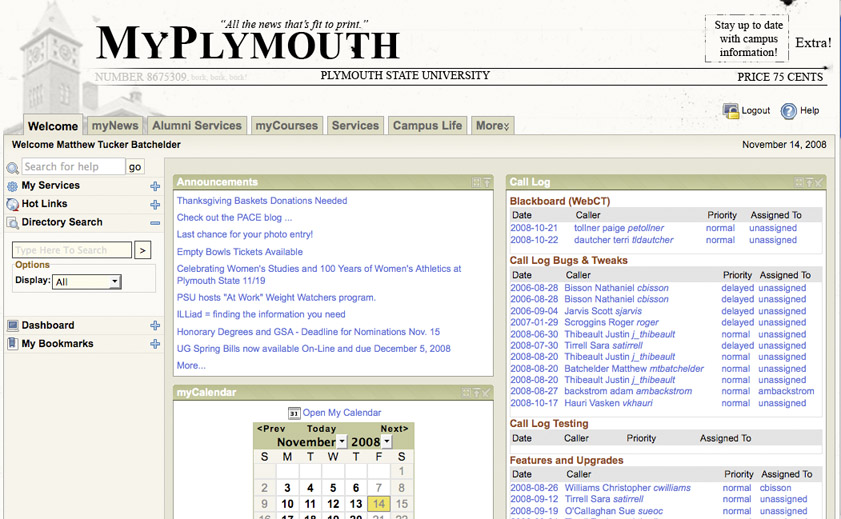 "All the news that's fit to print."
MYPLYMOUTH
Stay up to date
with campus
information!
Extra!
NUMBER 8675309, bork, bork, bork!
PLYMOUTH STATE UNIVERSITY
PRICE 75 CENTS
Logout
Help
Welcome
myNews
Alumni Services
myCourses
Services
Campus Life
More
Welcome Matthew Tucker Batchelder
November 14, 2008
Search for help
go
My Services
Hot Links
Directory Search
Type Here To Search
>
Options
Display: All
Dashboard
My Bookmarks
Announcements
Thanksgiving Baskets Donations Needed
Check out the PACE blog ...
Last chance for your photo entry!
Empty Bowls Tickets Available
Celebrating Women's Studies and 100 Years of Women's Athletics at
Plymouth State 11/19
PSU hosts "At Work" Weight Watchers program.
ILLiad = finding the information you need
Honorary Degrees and GSA - Deadline for Nominations Nov. 15
UG Spring Bills now available On-Line and due December 5, 2008
More...
myCalendar
31 Open My Calendar
<Prev Today Next>
November 2008
S M T W T F S
1
2 3 4 5 6 7 8
9 10 11 12 13 14 15
16 17 18 19 20 21 22
Call Log
Blackboard (WebCT)
Date Caller Priority Assigned To
2008-10-21 tollner paige petollner normal unassigned
2008-10-22 dautcher terri tldautcher normal unassigned
Call Log Bugs & Tweaks
Date Caller Priority Assigned To
2006-08-28 Bisson Nathaniel cbisson delayed unassigned
2006-08-28 Bisson Nathaniel cbisson delayed unassigned
2006-09-04 Jarvis Scott sjarvis delayed unassigned
2007-01-29 Scroggins Roger roger delayed unassigned
2008-06-30 Thibeault Justin j_thibeault normal unassigned
2008-07-30 Tirrell Sara satirrell delayed unassigned
2008-08-20 Thibeault Justin j_thibeault normal unassigned
2008-08-20 Batchelder Matthew mtbatchelder normal unassigned
2008-08-20 Thibeault Justin j_thibeault normal unassigned
2008-08-27 backstrom adam ambackstrom normal ambackstrom
2008-10-17 Hauri Vasken vkhauri normal unassigned
Call Log Testing
Date Caller Priority Assigned To
Features and Upgrades
Date Caller Priority Assigned To
2008-08-26 Williams Christopher cwilliams normal cbisson
2008-09-12 Tirrell Sara satirrell normal unassigned
2008-09-19 O'Callaghan Sue sueoc normal unassigned